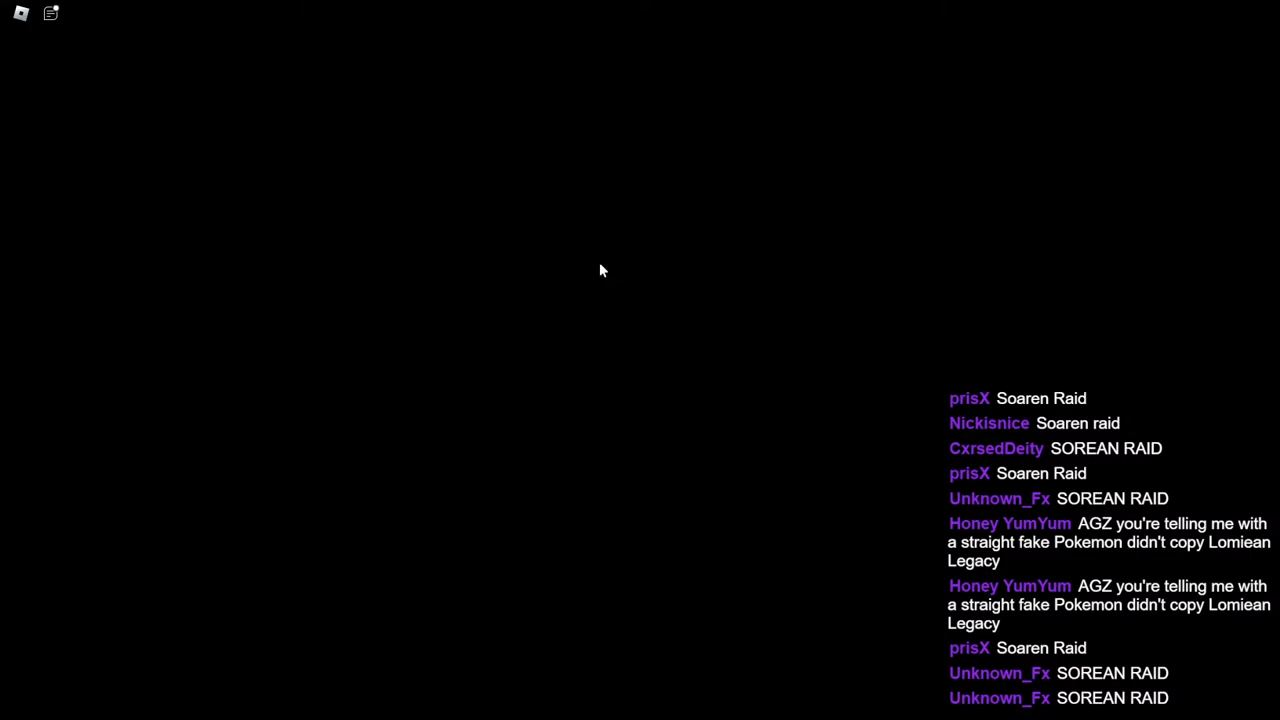 prisX Soaren Raid
Nickisnice Soaren raid
CxrsedDeity SOREAN RAID
prisX Soaren Raid
Unknown_Fx SOREAN RAID
Honey YumYum AGZ you're telling me with
a straight fake Pokemon didn't copy Lomiean
Legacy
Honey YumYum AGZ you're telling me with
a straight fake Pokemon didn't copy Lomiean
Legacy
prisX Soaren Raid
Unknown_Fx SOREAN RAID
Unknown_Fx SOREAN RAID